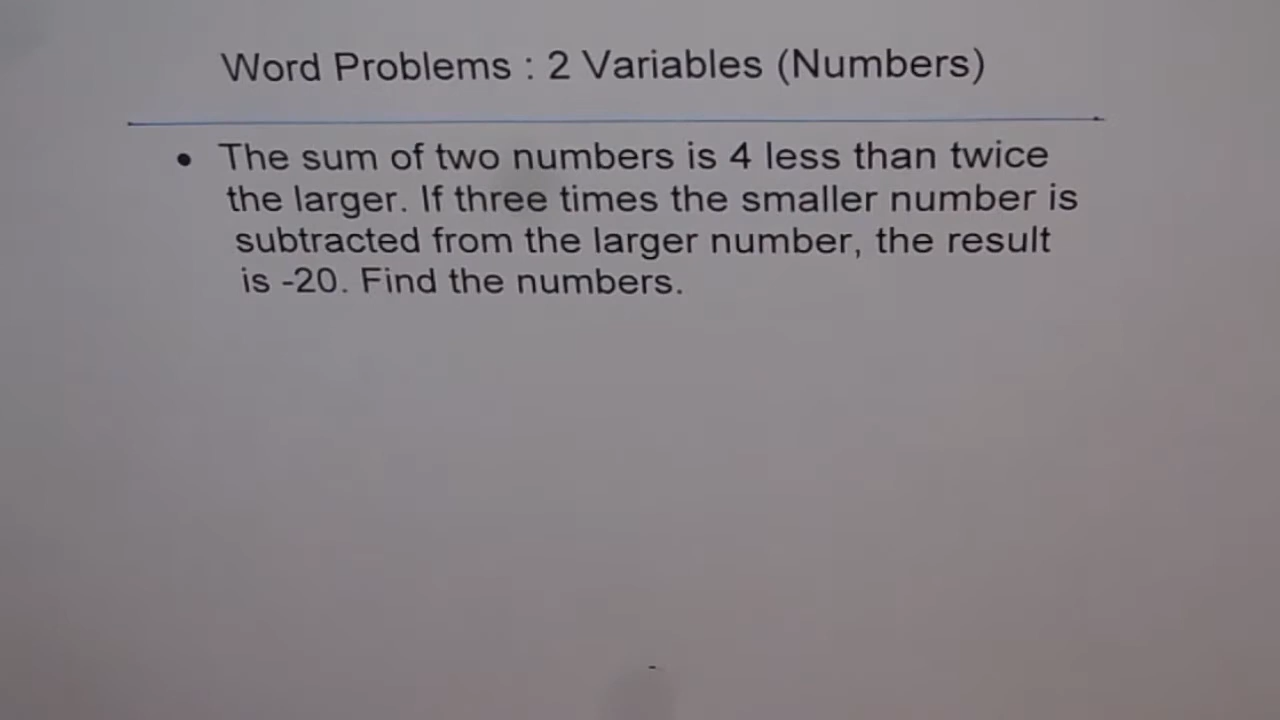 Word Problems : 2 Variables (Numbers)
• The sum of two numbers is 4 less than twice
the larger. If three times the smaller number is
subtracted from the larger number, the result
is -20. Find the numbers.